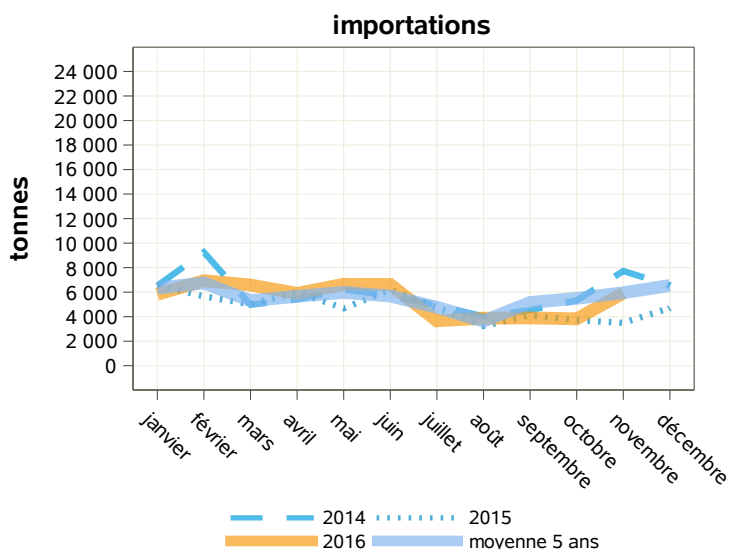 importations
tonnes
24 000
22 000
20 000
18 000
16 000
14 000
12 000
10 000
8 000
6 000
4 000
2 000
0
janvier
février
mars
avril
mai
juin
juillet
août
septembre
octobre
novembre
décembre
2014 2015
2016 moyenne 5 ans